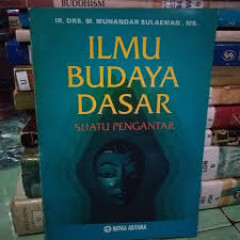 BUDDHISM
IR. DRS. M. MUNANDAR SULAEMAN, MS.
ILMU
BUDAYA
DASAR
SUATU PENGANTAR
REFIKA ADITAMA